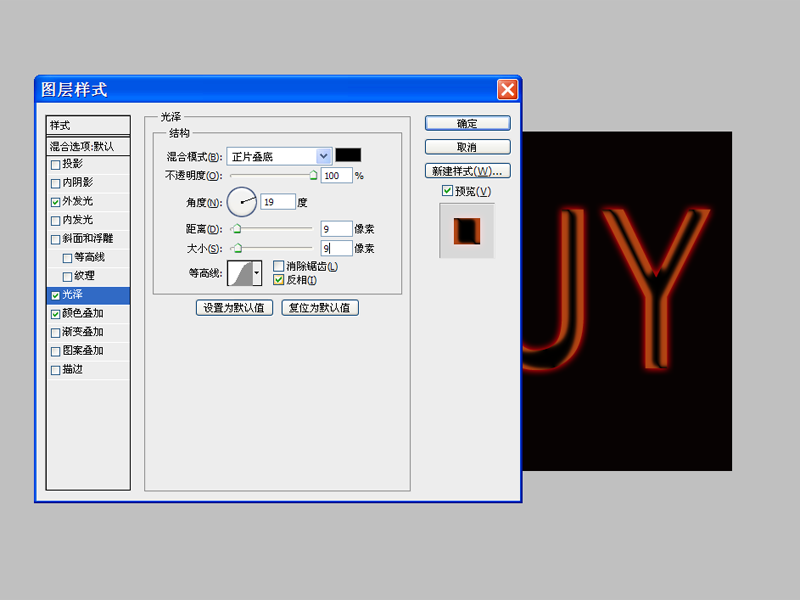 图层样式
样式
混合选项:默认
投影
内阴影
外发光
内发光
斜面和浮雕
等高线
纹理
光泽
颜色叠加
渐变叠加
图案叠加
描边
光泽
结构
混合模式(B): 正片叠底
不透明度(O): 100 %
角度(N): 19 度
距离(D): 9 像素
大小(S): 9 像素
等高线: 消除锯齿(L)
反相(I)
设置为默认值 复位为默认值
确定
取消
新建样式(W)...
预览(V)
UY